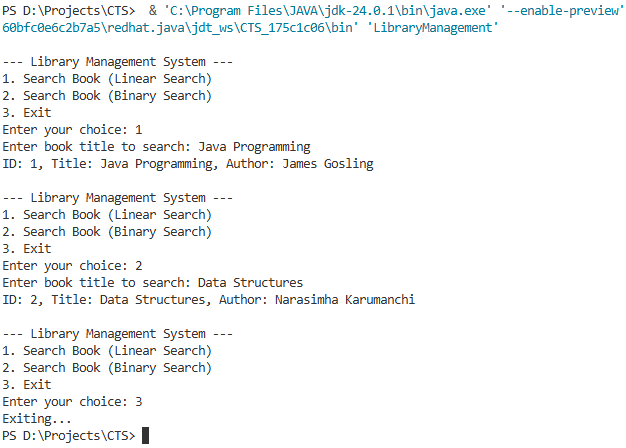 PS D:\Projects\CTS>  & 'C:\Program Files\JAVA\jdk-24.0.1\bin\java.exe' '--enable-preview'
60bfc0e6c2b7a5\redhat.java\jdt_ws\CTS_175c1c06\bin' 'LibraryManagement'
--- Library Management System ---
1. Search Book (Linear Search)
2. Search Book (Binary Search)
3. Exit
Enter your choice: 1
Enter book title to search: Java Programming
ID: 1, Title: Java Programming, Author: James Gosling
--- Library Management System ---
1. Search Book (Linear Search)
2. Search Book (Binary Search)
3. Exit
Enter your choice: 2
Enter book title to search: Data Structures
ID: 2, Title: Data Structures, Author: Narasimha Karumanchi
--- Library Management System ---
1. Search Book (Linear Search)
2. Search Book (Binary Search)
3. Exit
Enter your choice: 3
Exiting...
PS D:\Projects\CTS>